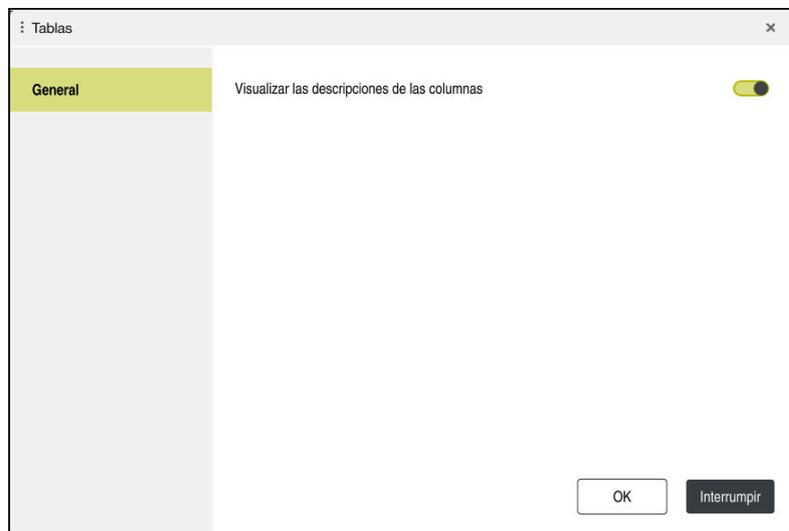 Tablas
General
Visualizar las descripciones de las columnas
OK
Interrumpir